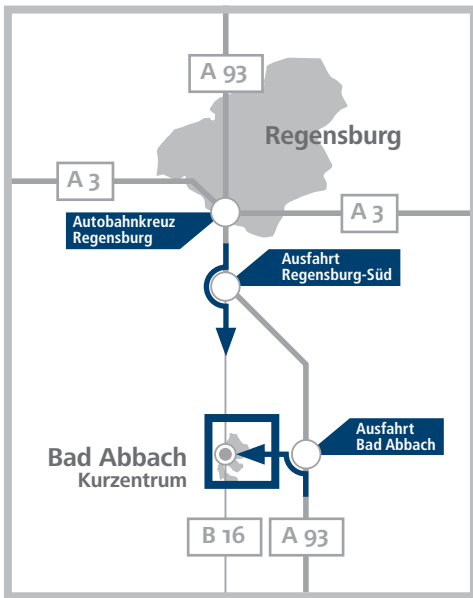 A 93
Regensburg
A 3
A 3
Autobahnkreuz
Regensburg
Ausfahrt
Regensburg-Süd
Ausfahrt
Bad Abbach
Bad Abbach
Kurzentrum
B 16
A 93